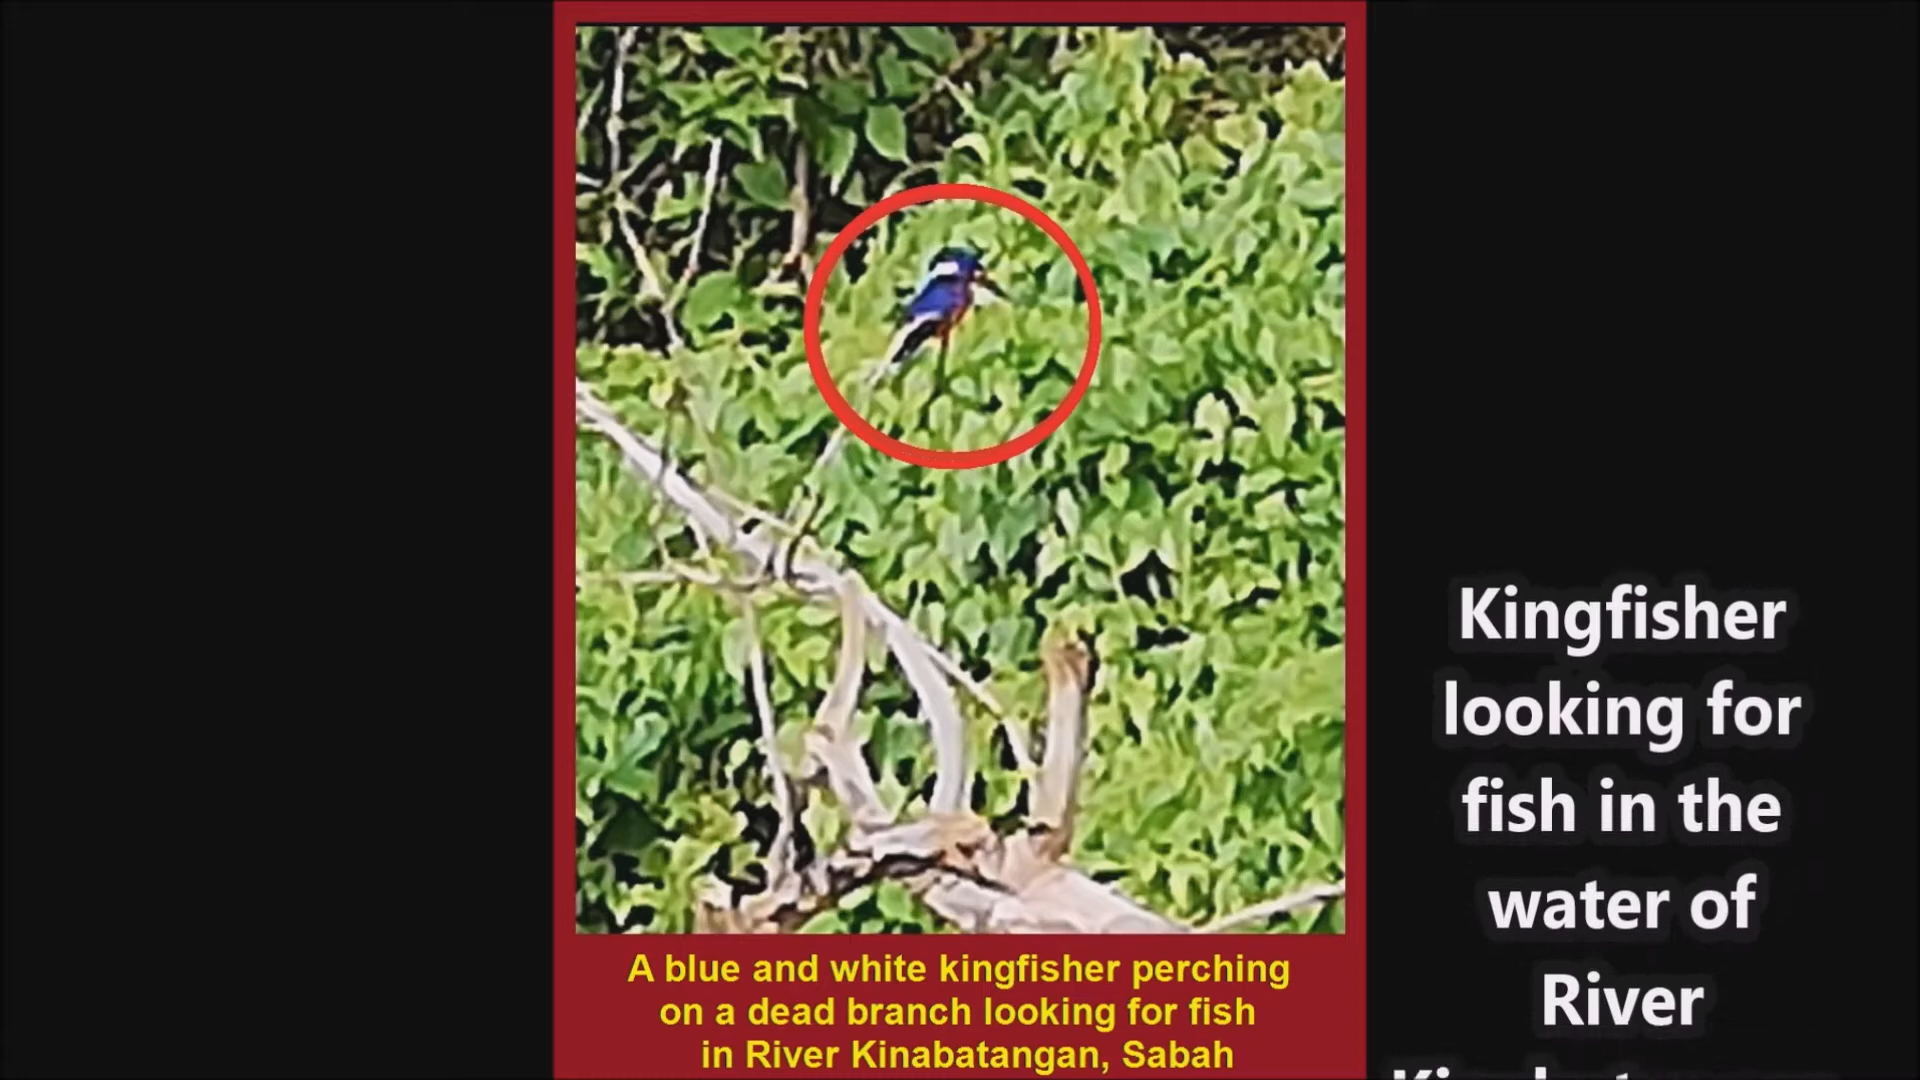 A blue and white kingfisher perching
on a dead branch looking for fish
in River Kinabatangan, Sabah
Kingfisher
looking for
fish in the
water of
River